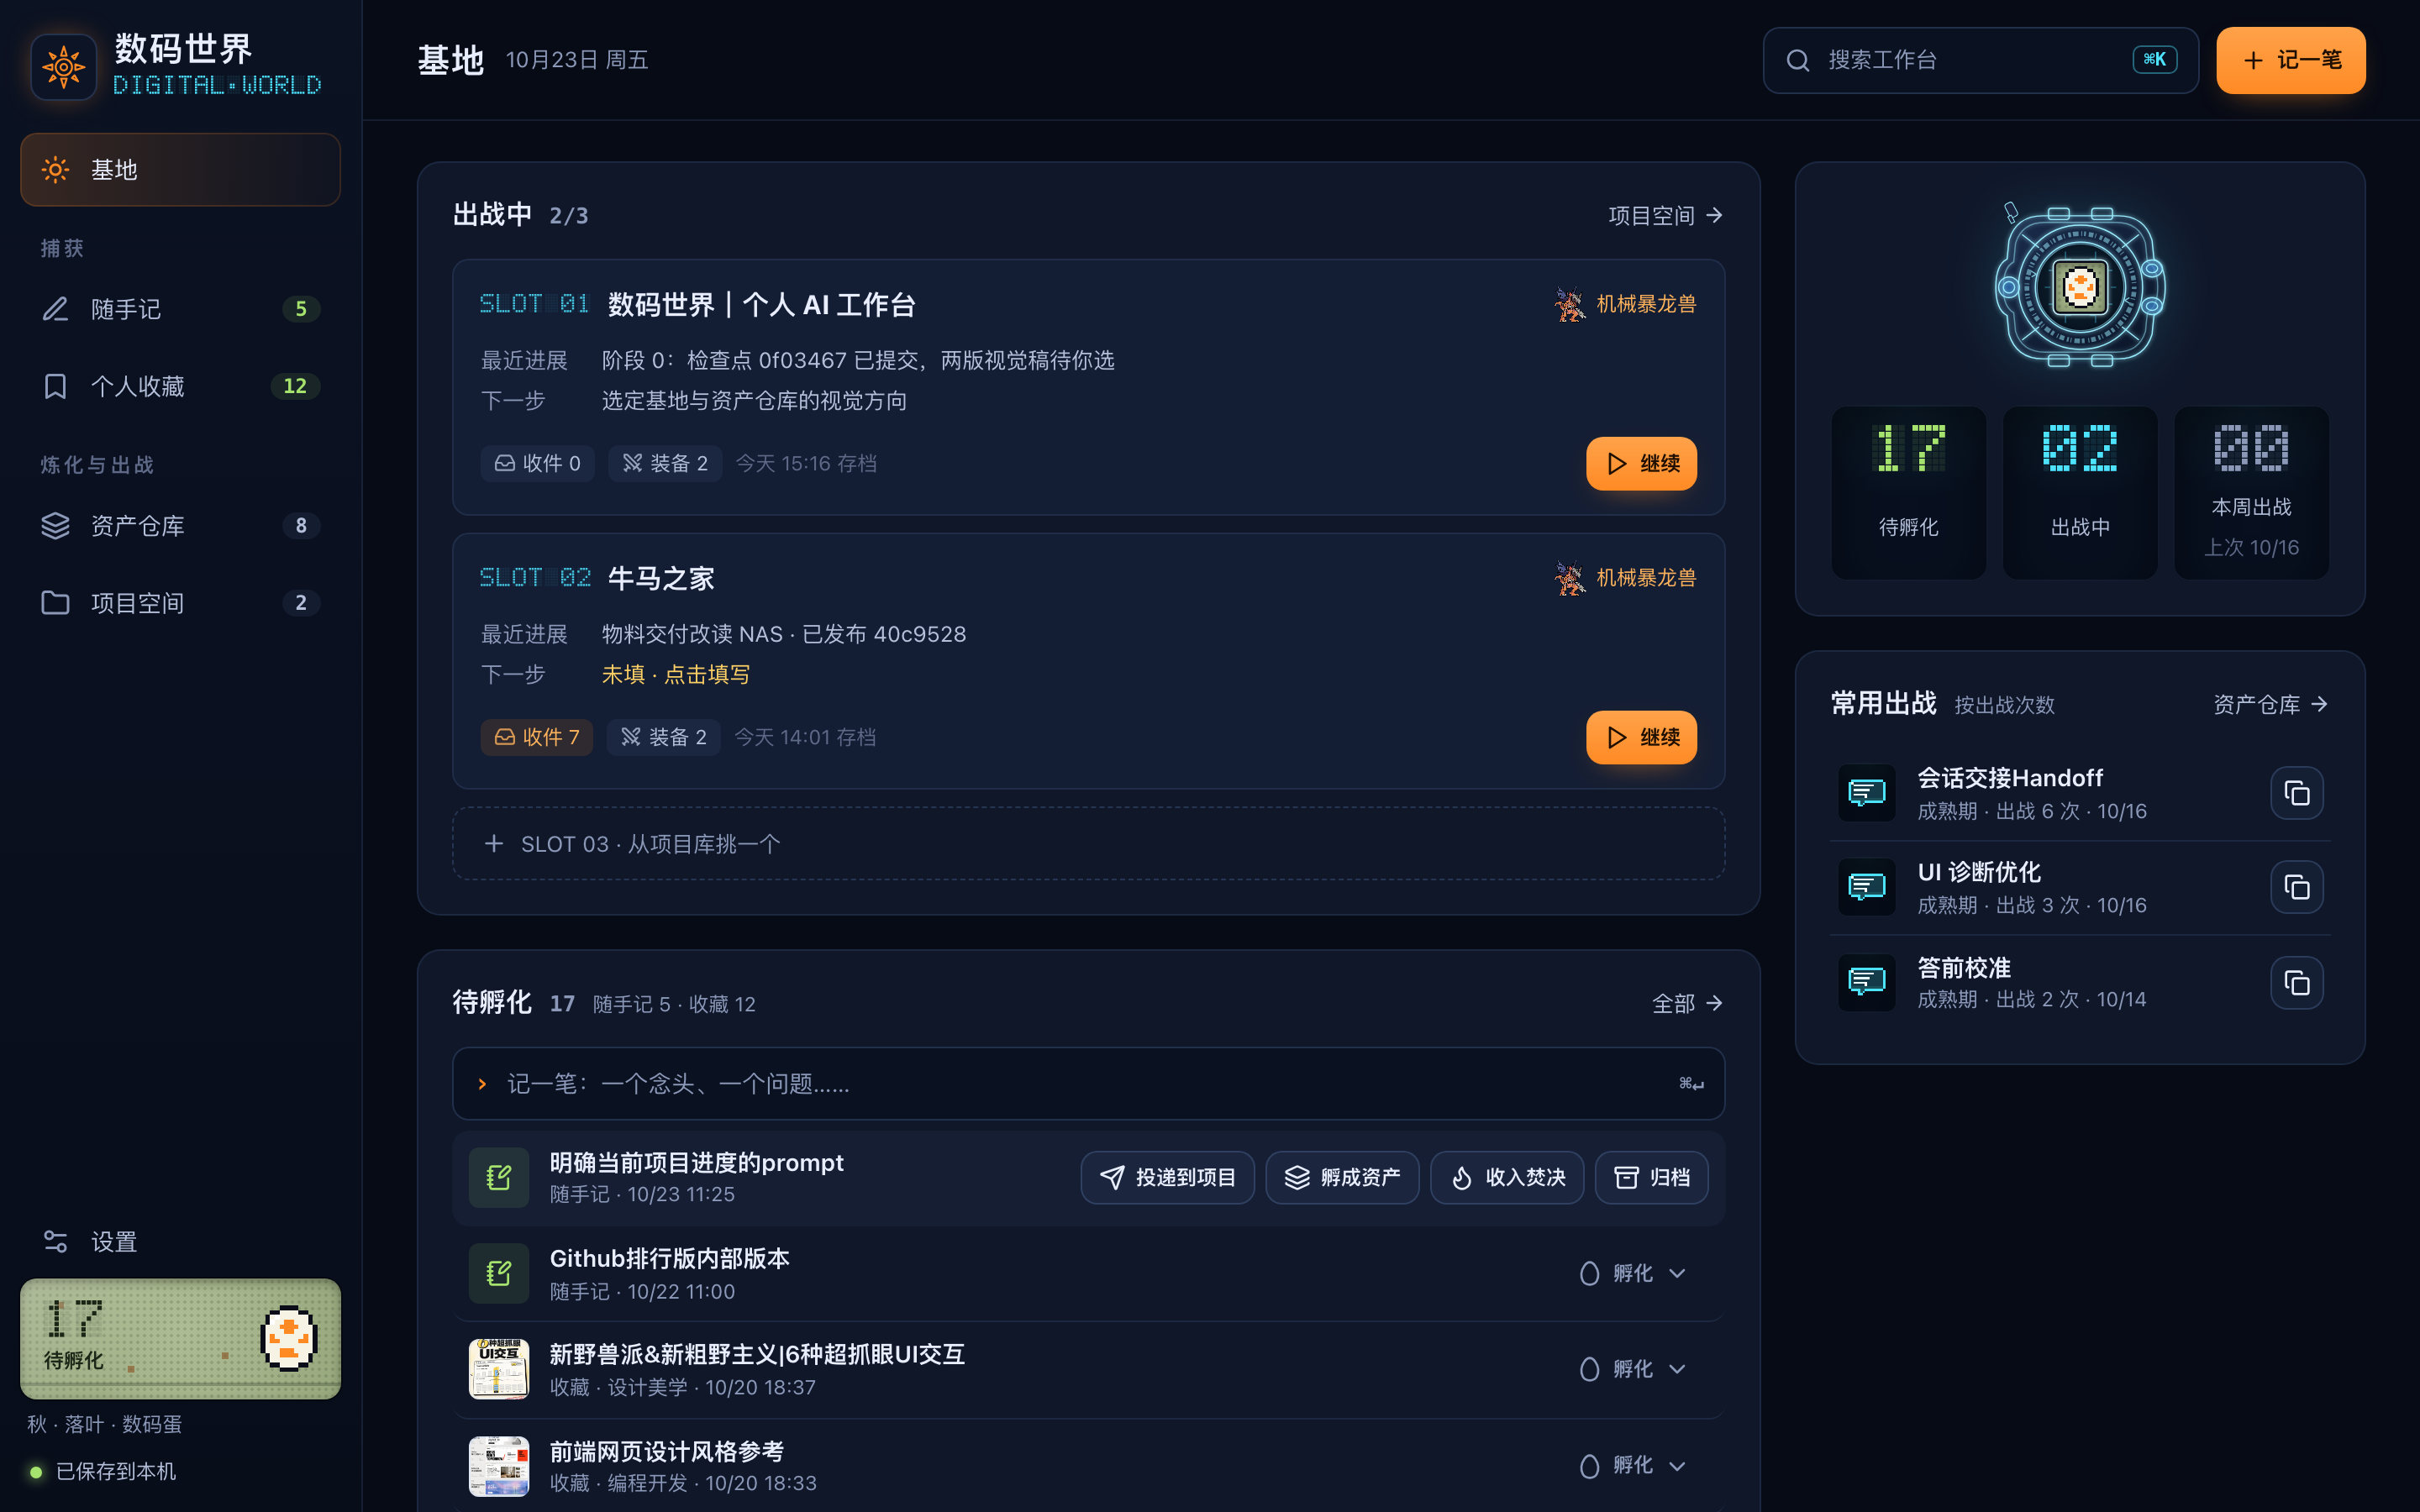 数码世界
DIGITAL·WORLD
基地
捕获
随手记 5
个人收藏 12
炼化与出战
资产仓库 8
项目空间 2
设置
17
待孵化
秋 · 落叶 · 数码蛋
已保存到本机
基地 10月23日 周五
搜索工作台 ⌘K
+ 记一笔
出战中 2/3 项目空间 →
SLOT 01 数码世界｜个人 AI 工作台 机械暴龙兽
最近进展 阶段 0：检查点 0f03467 已提交，两版视觉稿待你选
下一步 选定基地与资产仓库的视觉方向
收件 0 装备 2 今天 15:16 存档 继续
SLOT 02 牛马之家 机械暴龙兽
最近进展 物料交付改读 NAS · 已发布 40c9528
下一步 未填 · 点击填写
收件 7 装备 2 今天 14:01 存档 继续
+ SLOT 03 · 从项目库挑一个
待孵化 17 随手记 5 · 收藏 12 全部 →
› 记一笔：一个念头、一个问题…… ⌘↵
明确当前项目进度的prompt
随手记 · 10/23 11:25
投递到项目 孵成资产 收入焚决 归档
Github排行版内部版本
随手记 · 10/22 11:00
孵化
新野兽派&新粗野主义|6种超抓眼UI交互
收藏 · 设计美学 · 10/20 18:37
孵化
前端网页设计风格参考
收藏 · 编程开发 · 10/20 18:33
孵化
17 02 00
待孵化 出战中 本周出战
上次 10/16
常用出战 按出战次数 资产仓库 →
会话交接Handoff
成熟期 · 出战 6 次 · 10/16
UI 诊断优化
成熟期 · 出战 3 次 · 10/16
答前校准
成熟期 · 出战 2 次 · 10/14